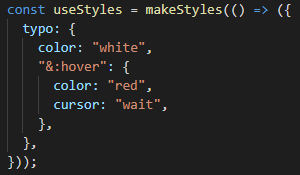 const useStyles = makeStyles(() => ({
  typo: {
    color: "white",
    "&:hover": {
      color: "red",
      cursor: "wait",
    },
  },
}));